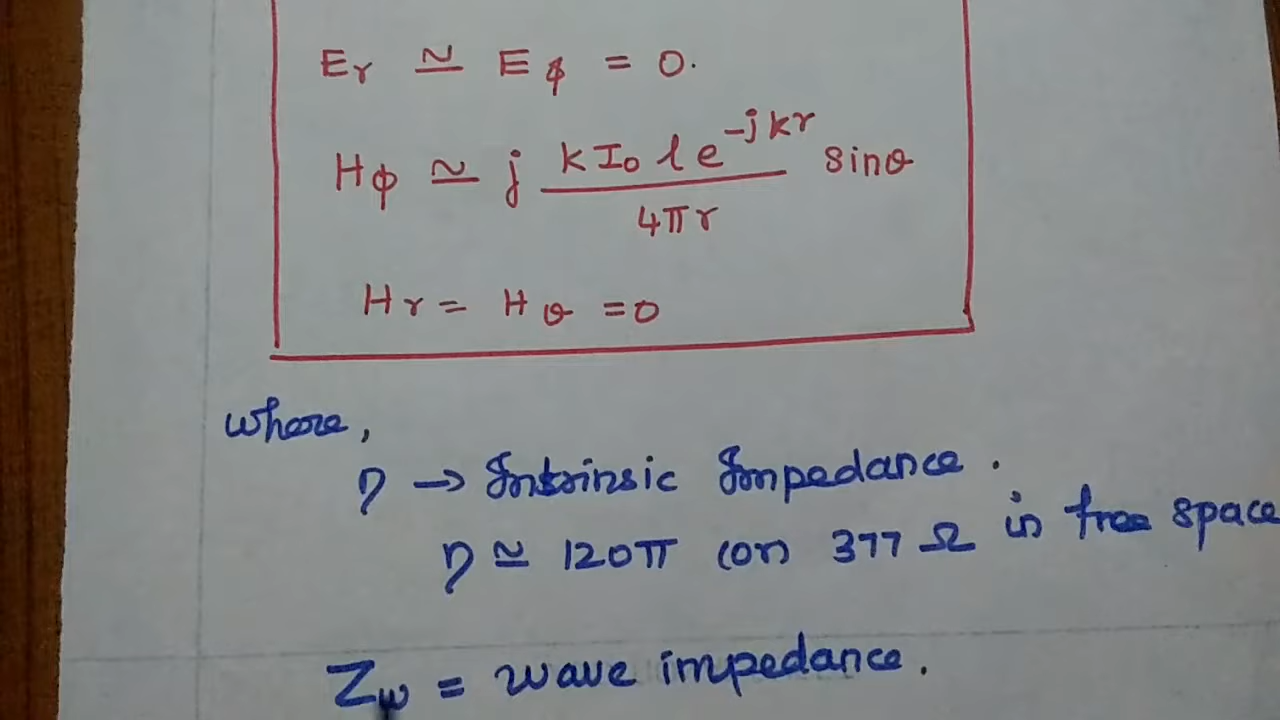 Er ≃ Eϕ = 0.
Hϕ ≃ j kI₀ l e^-jkr / 4πr sinθ
Hr = Hθ = 0
where,
η → Intrinsic Impedance.
η ≃ 120π (or) 377 Ω in free space
Zw = wave impedance.